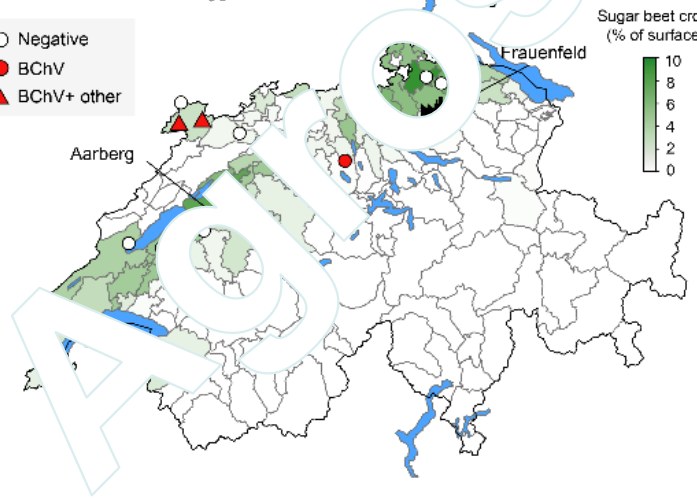 Sugar beet cro
(% of surface
Negative
BChV
BChV+ other
Frauenfeld
10
8
6
4
2
0
Aarberg
Agro